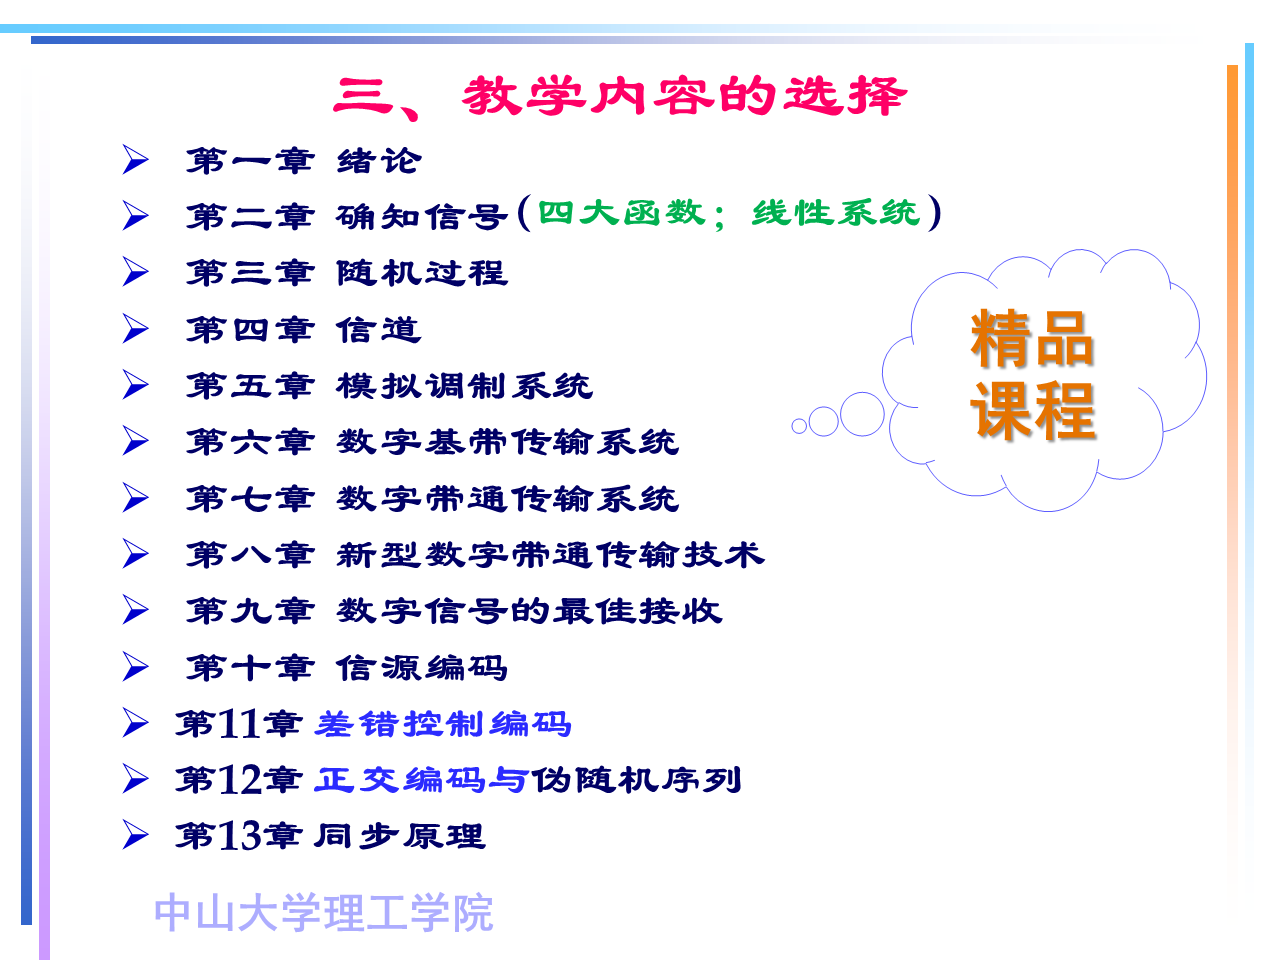 三、教学内容的选择
第一章 绪论
第二章 确知信号(四大函数；线性系统)
第三章 随机过程
第四章 信道
第五章 模拟调制系统
第六章 数字基带传输系统
第七章 数字带通传输系统
第八章 新型数字带通传输技术
第九章 数字信号的最佳接收
第十章 信源编码
第11章 差错控制编码
第12章 正交编码与伪随机序列
第13章 同步原理
精品
课程
中山大学理工学院